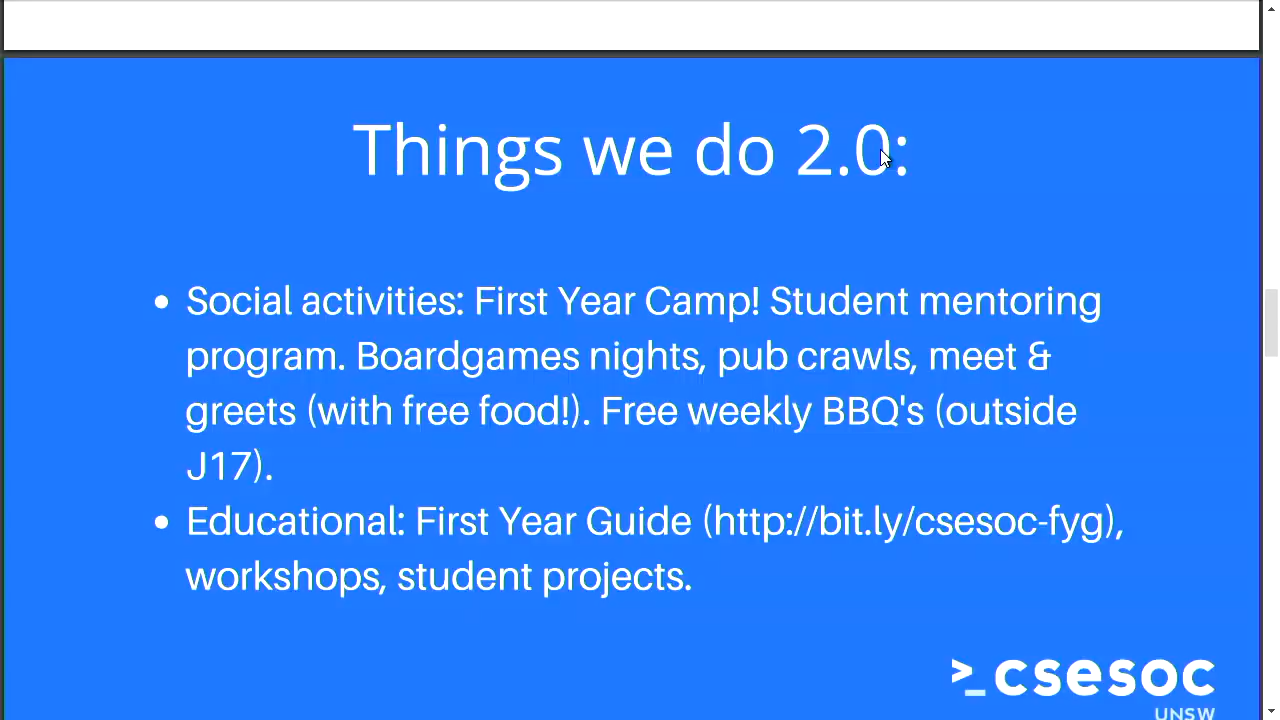 Things we do 2.0:
• Social activities: First Year Camp! Student mentoring
program. Boardgames nights, pub crawls, meet &
greets (with free food!). Free weekly BBQ's (outside
J17).
• Educational: First Year Guide (http://bit.ly/csesoc-fyg),
workshops, student projects.
>_csesoc
UNSW